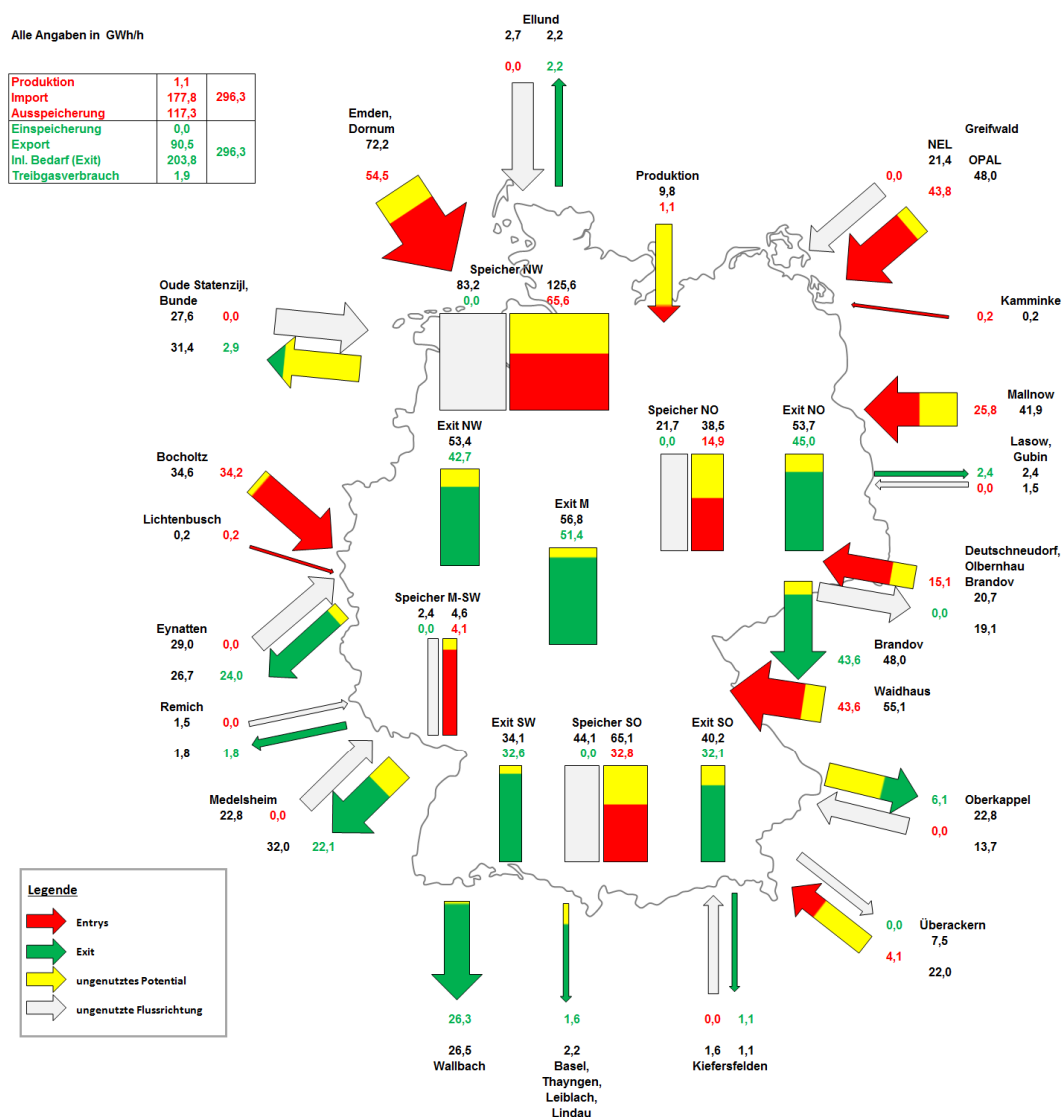 Alle Angaben in  GWh/h
Produktion 1,1
Import 177,8 296,3
Ausspeicherung 117,3
Einspeicherung 0,0
Export 90,5 296,3
Inl. Bedarf (Exit) 203,8
Treibgasverbrauch 1,9
Ellund
2,7 2,2
0,0 2,2
Emden,
Dornum
72,2
54,5
Produktion
9,8
1,1
Greifwald
NEL
21,4 OPAL
0,0 48,0
43,8
Speicher NW
83,2 125,6
0,0 65,6
Oude Statenzijl,
Bunde
27,6 0,0
31,4 2,9
Kamminke
0,2 0,2
Mallnow
25,8 41,9
Exit NW
53,4
42,7
Speicher NO
21,7 38,5
0,0 14,9
Exit NO
53,7
45,0
Lasow,
Gubin
2,4 2,4
0,0 1,5
Bocholtz
34,6 34,2
Lichtenbusch
0,2 0,2
Exit M
56,8
51,4
Deutschneudorf,
Olbernhau
15,1 Brandov
20,7
0,0
19,1
Speicher M-SW
2,4 4,6
0,0 4,1
Eynatten
29,0 0,0
26,7 24,0
Brandov
43,6 48,0
Waidhaus
43,6 55,1
Remich
1,5 0,0
1,8 1,8
Exit SW
34,1
32,6
Speicher SO
44,1 65,1
0,0 32,8
Exit SO
40,2
32,1
Medelsheim
22,8 0,0
32,0 22,1
Oberkappel
6,1 22,8
0,0
13,7
Überackern
0,0 7,5
4,1
22,0
Legende
Entrys
Exit
ungenutztes Potential
ungenutzte Flussrichtung
26,3
26,5
Wallbach
1,6
2,2
Basel,
Thayngen,
Leiblach,
Lindau
0,0 1,1
1,6 1,1
Kiefersfelden